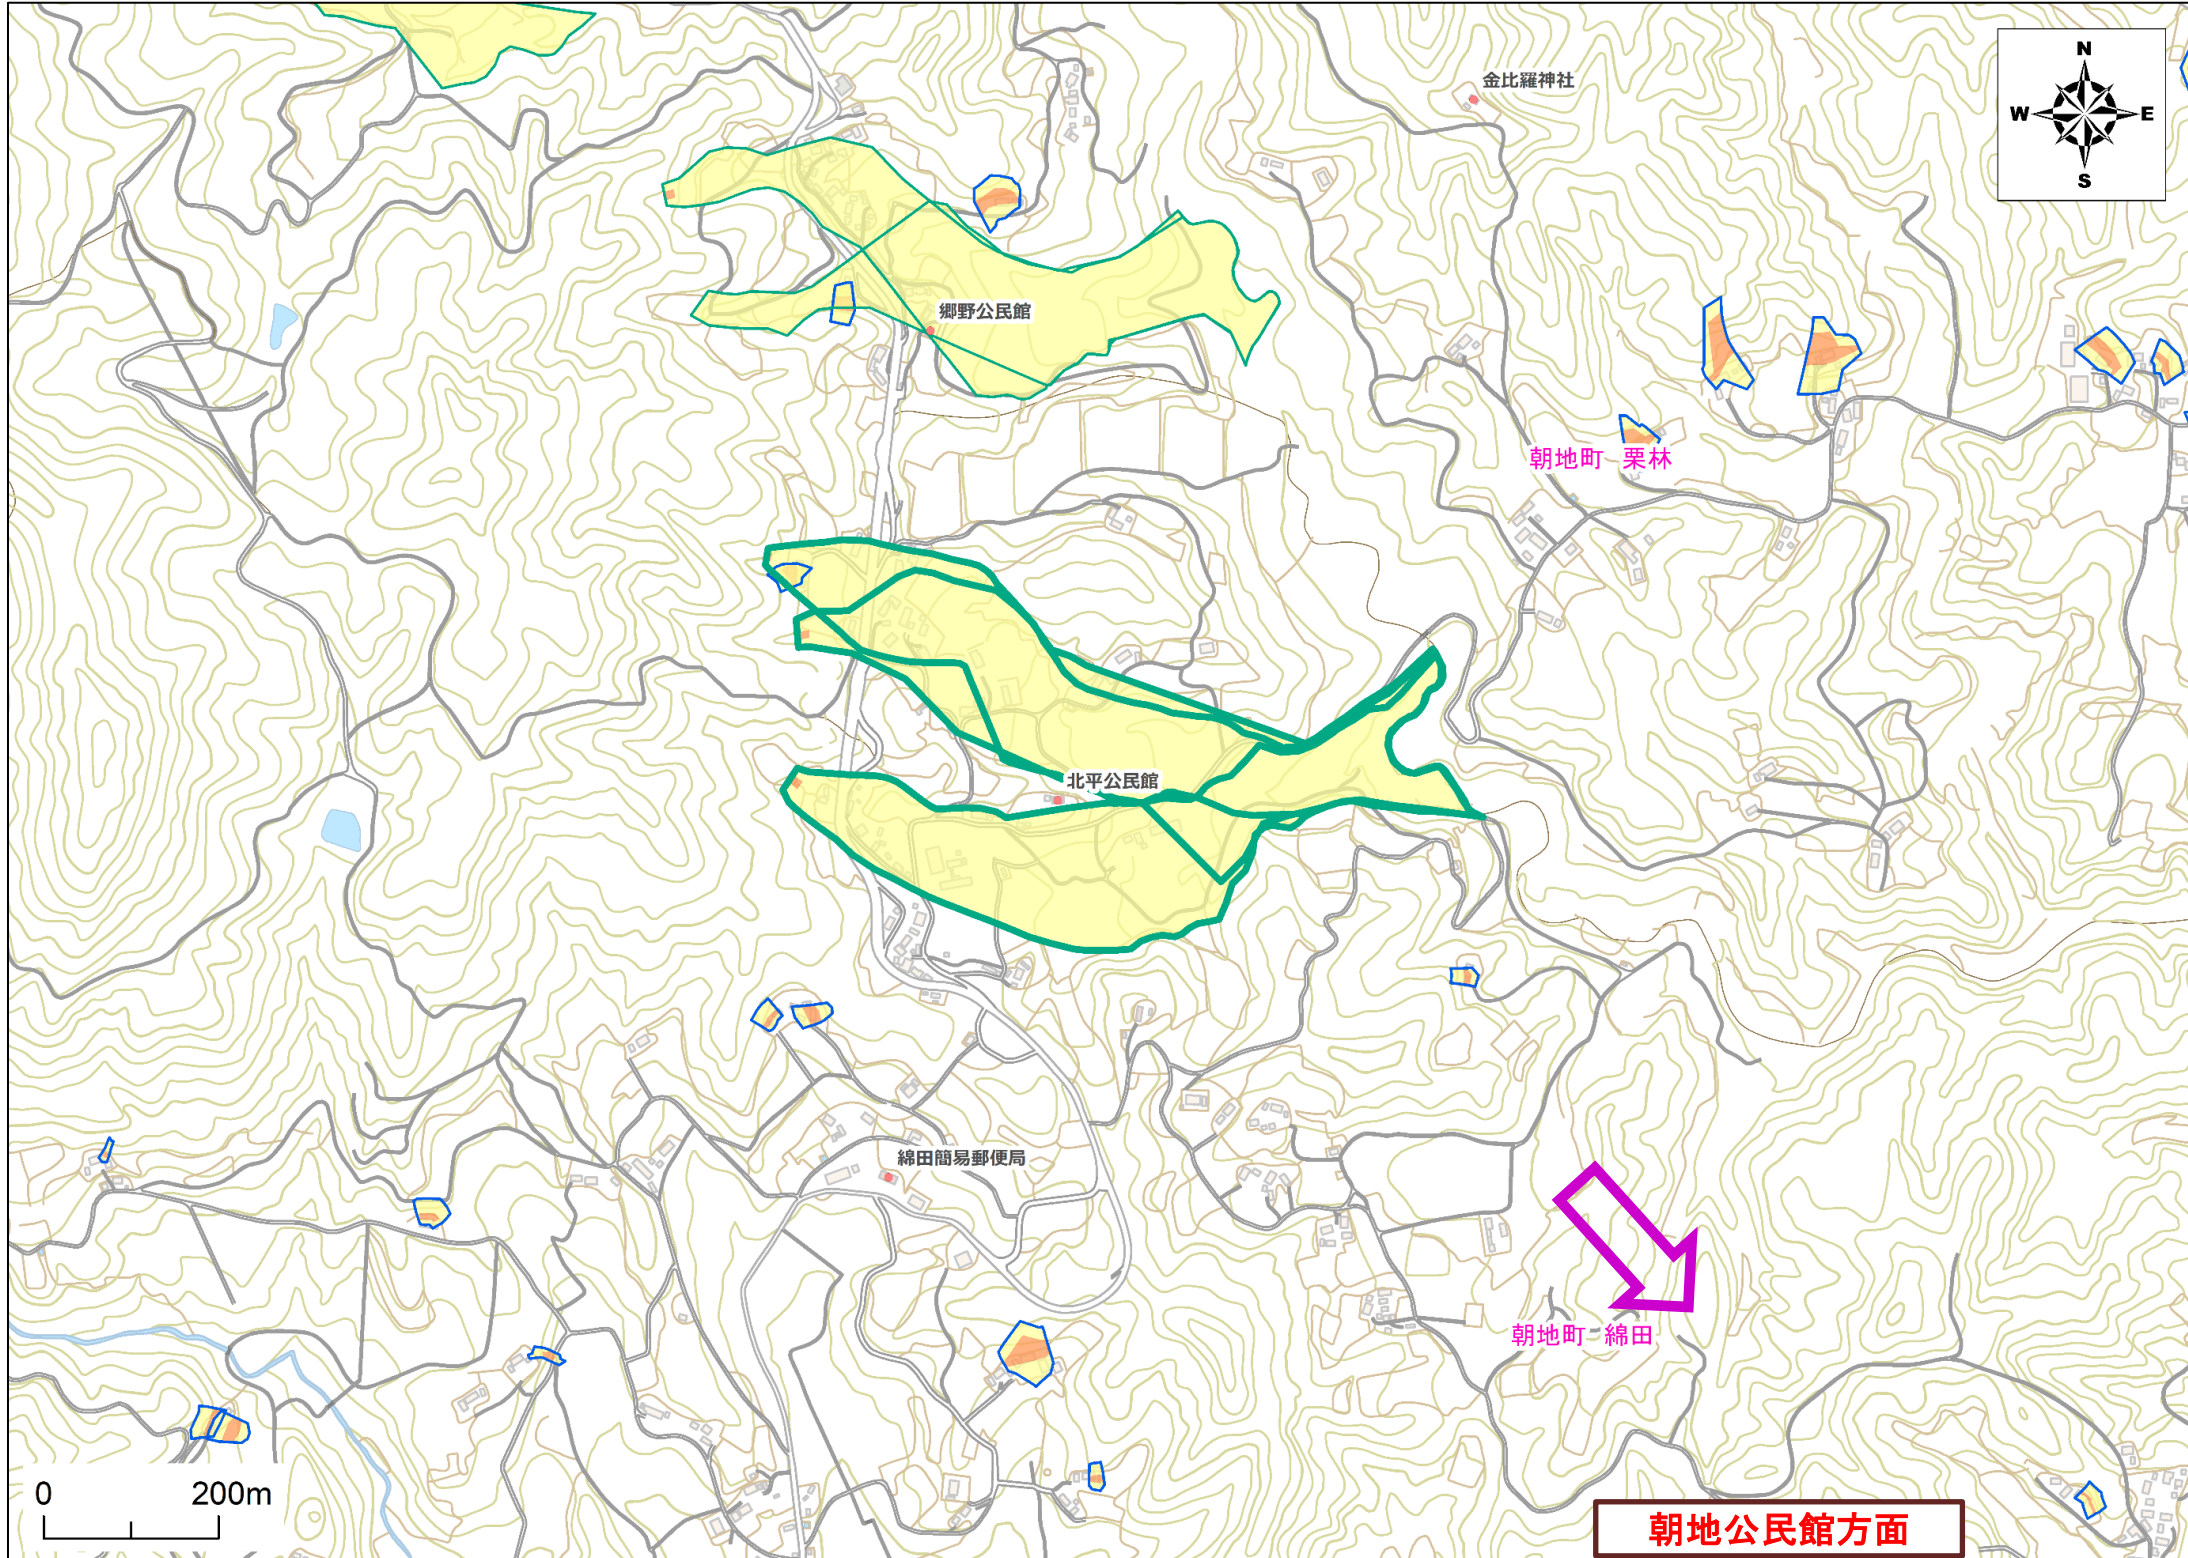 金比羅神社
N
W
E
S
郷野公民館
朝地町 栗林
北平公民館
綿田簡易郵便局
朝地町 綿田
0
200m
朝地公民館方面